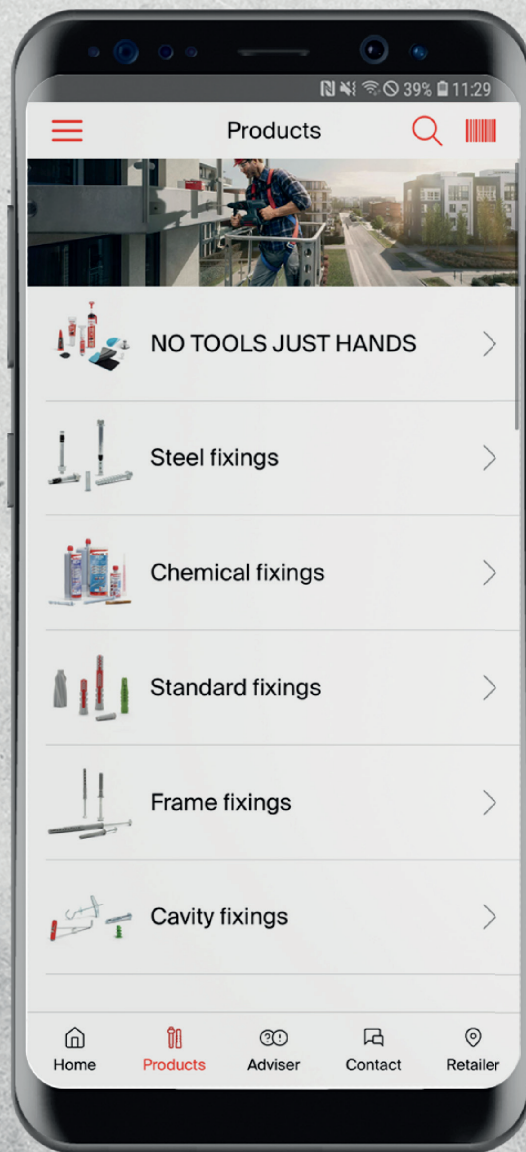 39% 11:29
Products
NO TOOLS JUST HANDS
Steel fixings
Chemical fixings
Standard fixings
Frame fixings
Cavity fixings
Home Products Adviser Contact Retailer